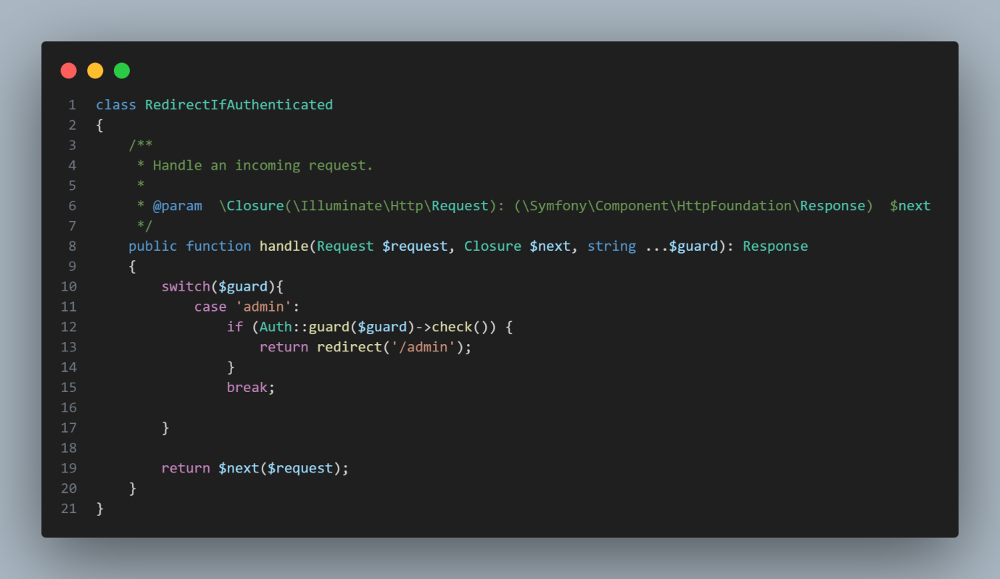 1 class RedirectIfAuthenticated
2 {
3     /**
4      * Handle an incoming request.
5      *
6      * @param  \Closure(\Illuminate\Http\Request): (\Symfony\Component\HttpFoundation\Response)  $next
7      */
8     public function handle(Request $request, Closure $next, string ...$guard): Response
9     {
10         switch($guard){
11             case 'admin':
12                 if (Auth::guard($guard)->check()) {
13                     return redirect('/admin');
14                 }
15                 break;
16
17         }
18
19         return $next($request);
20     }
21 }